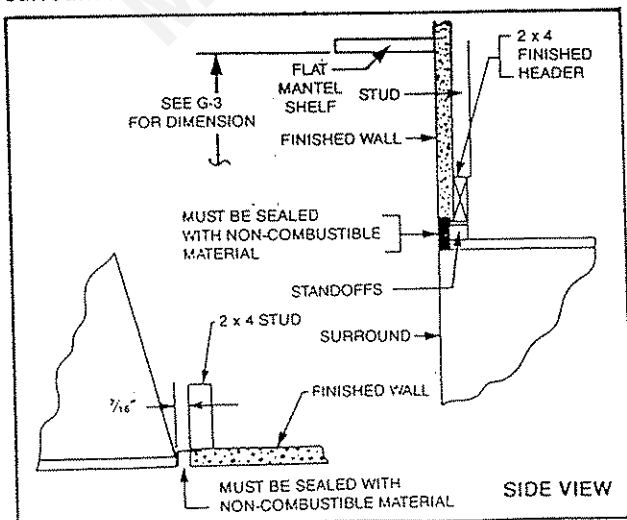 2 x 4
FINISHED
HEADER
FLAT
MANTEL
SHELF
STUD
SEE G-3
FOR DIMENSION
FINISHED WALL
MUST BE SEALED
WITH NON-COMBUSTIBLE
MATERIAL
STANDOFFS
2 x 4 STUD
SURROUND
7/16"
FINISHED WALL
MUST BE SEALED WITH
NON-COMBUSTIBLE MATERIAL
SIDE VIEW